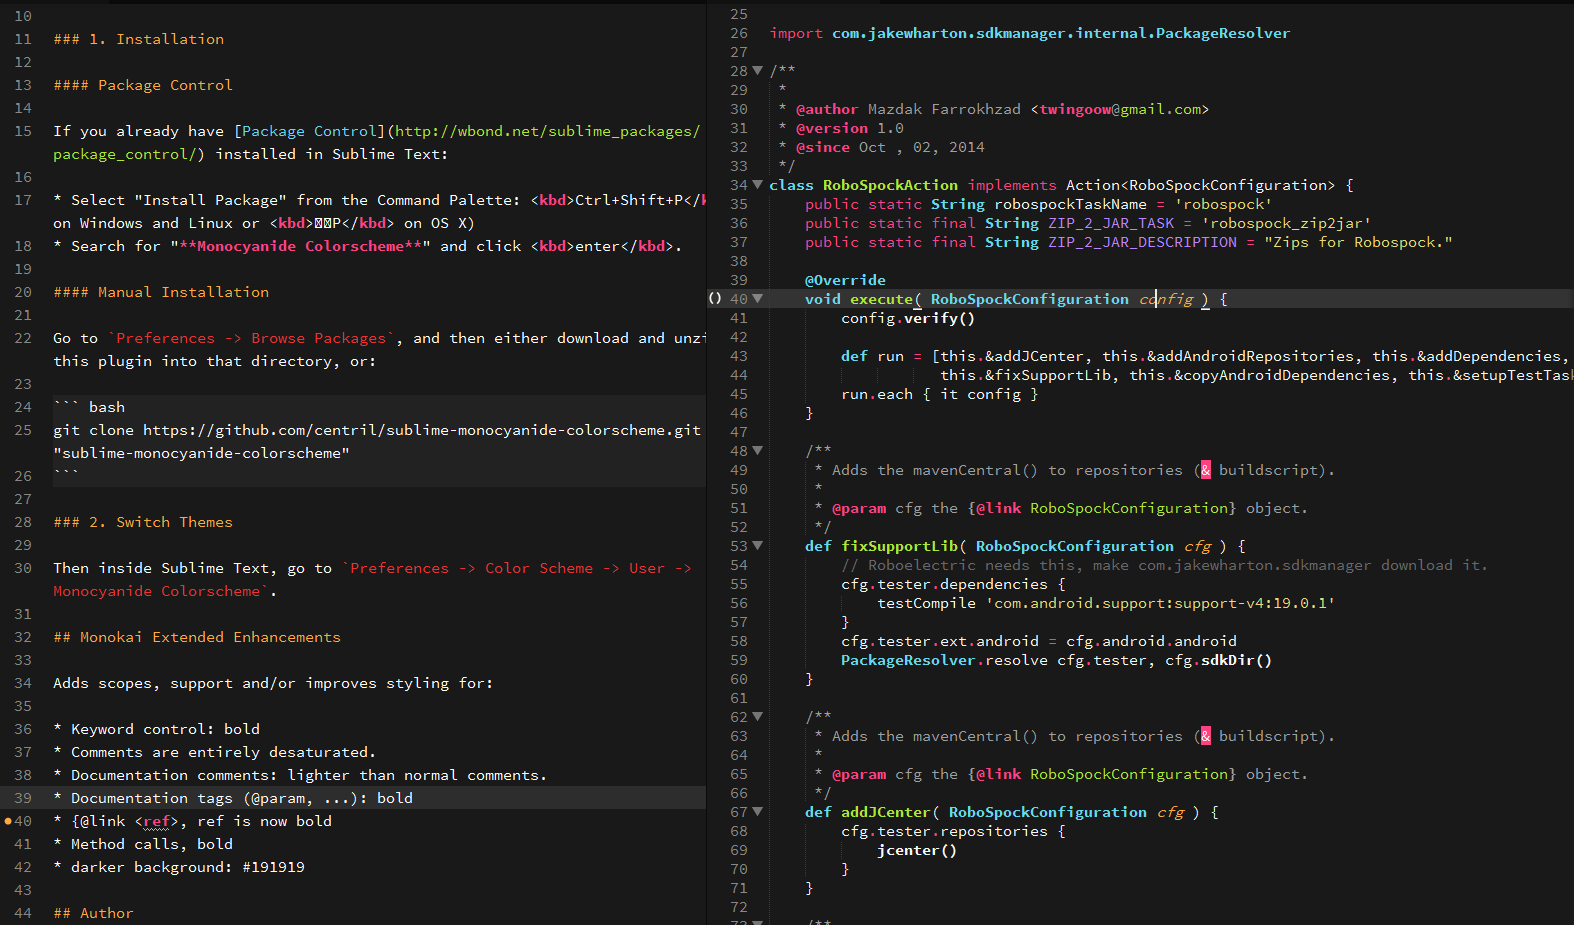 10
11 ### 1. Installation
12
13 #### Package Control
14
15 If you already have [Package Control](http://wbond.net/sublime_packages/
package_control/) installed in Sublime Text:
16
17 * Select "Install Package" from the Command Palette: <kbd>Ctrl+Shift+P</
on Windows and Linux or <kbd>P</kbd> on OS X)
18 * Search for "**Monocyanide Colorscheme**" and click <kbd>enter</kbd>.
19
20 #### Manual Installation
21
22 Go to `Preferences -> Browse Packages`, and then either download and unzi
this plugin into that directory, or:
23
24 ``` bash
25 git clone https://github.com/centril/sublime-monocyanide-colorscheme.git
"sublime-monocyanide-colorscheme"
26 ```
27
28 ### 2. Switch Themes
29
30 Then inside Sublime Text, go to `Preferences -> Color Scheme -> User ->
Monocyanide Colorscheme`.
31
32 ## Monokai Extended Enhancements
33
34 Adds scopes, support and/or improves styling for:
35
36 * Keyword control: bold
37 * Comments are entirely desaturated.
38 * Documentation comments: lighter than normal comments.
39 * Documentation tags (@param, ...): bold
40 * {@link <ref>, ref is now bold
41 * Method calls, bold
42 * darker background: #191919
43
44 ## Author
25
26 import com.jakewharton.sdkmanager.internal.PackageResolver
27
28 /**
29 *
30 * @author Mazdak Farrokhzad <twingoow@gmail.com>
31 * @version 1.0
32 * @since Oct , 02, 2014
33 */
34 class RoboSpockAction implements Action<RoboSpockConfiguration> {
35 public static String robospockTaskName = 'robospock'
36 public static final String ZIP_2_JAR_TASK = 'robospock_zip2jar'
37 public static final String ZIP_2_JAR_DESCRIPTION = "Zips for Robospock."
38
39 @Override
() 40 void execute( RoboSpockConfiguration config ) {
41 config.verify()
42
43 def run = [this.&addJCenter, this.&addAndroidRepositories, this.&addDependencies,
44 this.&fixSupportLib, this.&copyAndroidDependencies, this.&setupTestTas
45 run.each { it config }
46 }
47
48 /**
49 * Adds the mavenCentral() to repositories (& buildscript).
50 *
51 * @param cfg the {@link RoboSpockConfiguration} object.
52 */
53 def fixSupportLib( RoboSpockConfiguration cfg ) {
54 // Roboelectric needs this, make com.jakewharton.sdkmanager download it.
55 cfg.tester.dependencies {
56 testCompile 'com.android.support:support-v4:19.0.1'
57 }
58 cfg.tester.ext.android = cfg.android.android
59 PackageResolver.resolve cfg.tester, cfg.sdkDir()
60 }
61
62 /**
63 * Adds the mavenCentral() to repositories (& buildscript).
64 *
65 * @param cfg the {@link RoboSpockConfiguration} object.
66 */
67 def addJCenter( RoboSpockConfiguration cfg ) {
68 cfg.tester.repositories {
69 jcenter()
70 }
71 }
72
73 /**